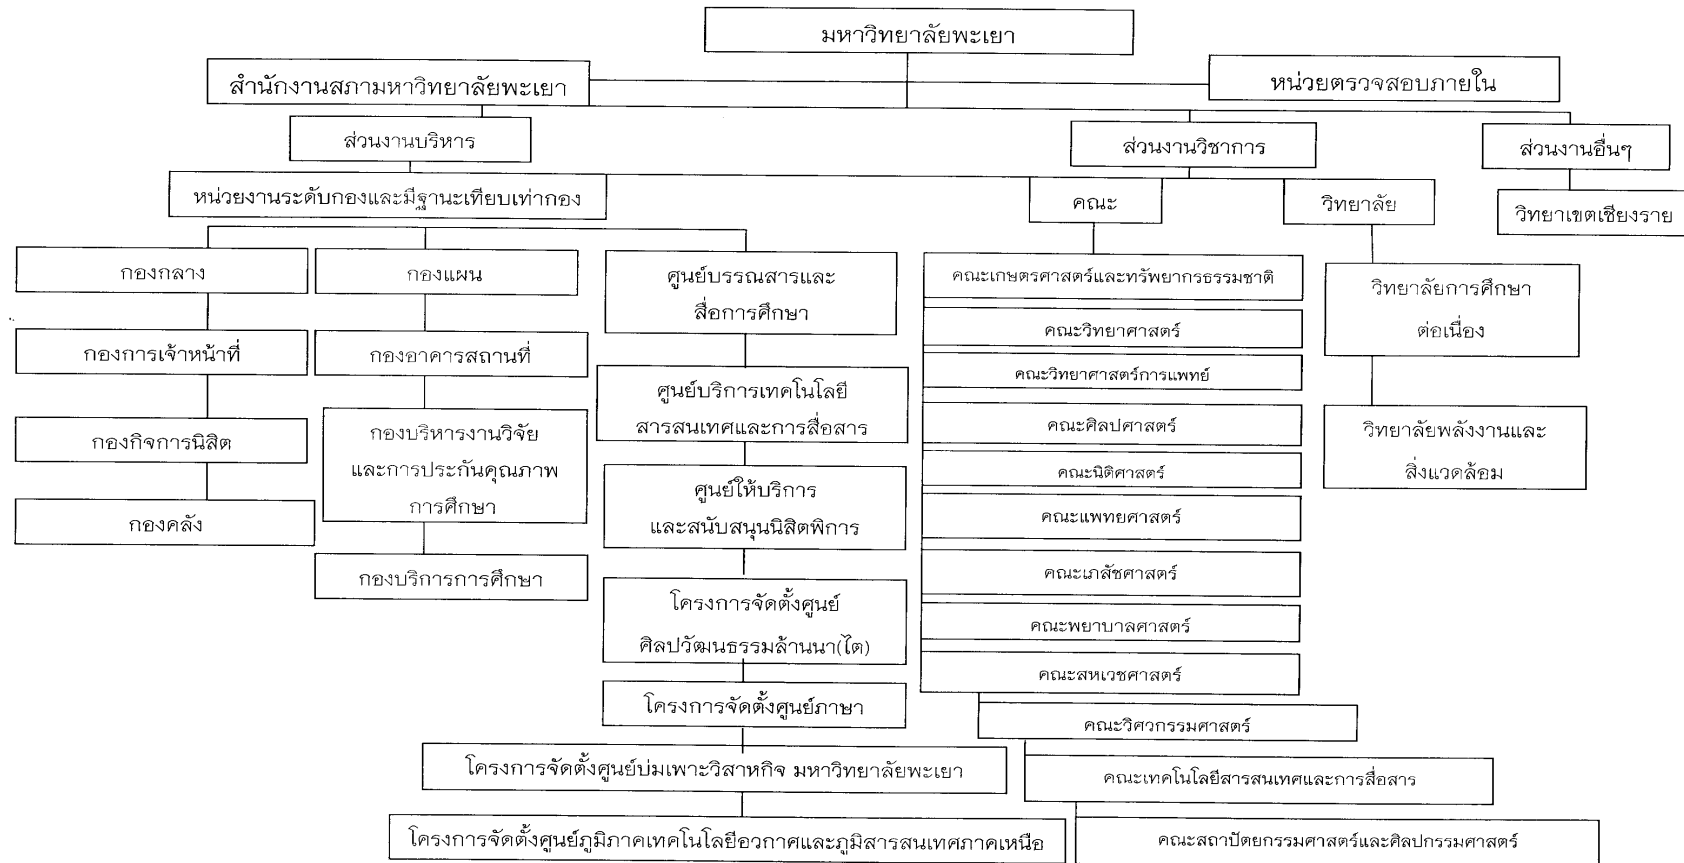 มหาวิทยาลัยพะเยา
สำนักงานสภามหาวิทยาลัยพะเยา
หน่วยตรวจสอบภายใน
ส่วนงานบริหาร
ส่วนงานวิชาการ
ส่วนงานอื่นๆ
หน่วยงานระดับกองและมีฐานะเทียบเท่ากอง
คณะ
วิทยาลัย
วิทยาเขตเชียงราย
กองกลาง
กองการเจ้าหน้าที่
กองกิจการนิสิต
กองคลัง
กองแผน
กองอาคารสถานที่
กองบริหารงานวิจัย
และการประกันคุณภาพ
การศึกษา
กองบริการการศึกษา
ศูนย์บรรณสารและ
สื่อการศึกษา
ศูนย์บริการเทคโนโลยี
สารสนเทศและการสื่อสาร
ศูนย์ให้บริการ
และสนับสนุนนิสิตพิการ
โครงการจัดตั้งศูนย์
ศิลปวัฒนธรรมล้านนา(ไต)
โครงการจัดตั้งศูนย์ภาษา
โครงการจัดตั้งศูนย์บ่มเพาะวิสาหกิจ มหาวิทยาลัยพะเยา
โครงการจัดตั้งศูนย์ภูมิภาคเทคโนโลยีอวกาศและภูมิสารสนเทศภาคเหนือ
คณะเกษตรศาสตร์และทรัพยากรธรรมชาติ
คณะวิทยาศาสตร์
คณะวิทยาศาสตร์การแพทย์
คณะศิลปศาสตร์
คณะนิติศาสตร์
คณะแพทยศาสตร์
คณะเภสัชศาสตร์
คณะพยาบาลศาสตร์
คณะสหเวชศาสตร์
คณะวิศวกรรมศาสตร์
คณะเทคโนโลยีสารสนเทศและการสื่อสาร
คณะสถาปัตยกรรมศาสตร์และศิลปกรรมศาสตร์
วิทยาลัยการศึกษา
ต่อเนื่อง
วิทยาลัยพลังงานและ
สิ่งแวดล้อม